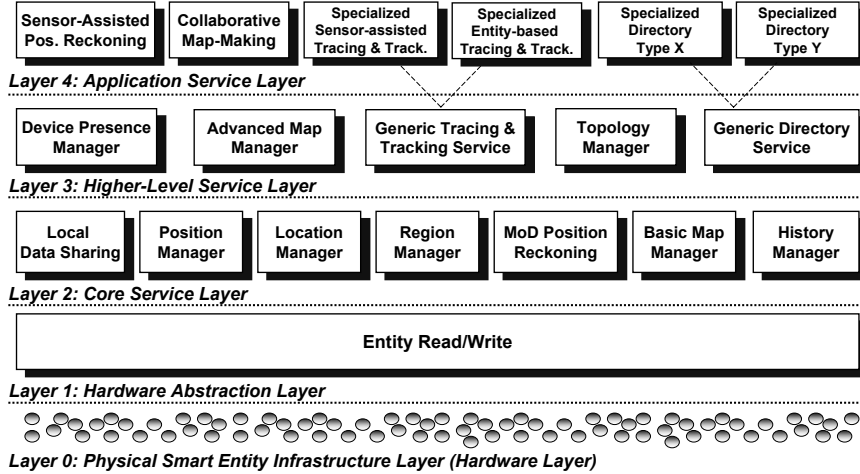 Sensor-Assisted
Pos. Reckoning
Collaborative
Map-Making
Specialized
Sensor-assisted
Tracing & Track.
Specialized
Entity-based
Tracing & Track.
Specialized
Directory
Type X
Specialized
Directory
Type Y
Layer 4: Application Service Layer
Device Presence
Manager
Advanced Map
Manager
Generic Tracing &
Tracking Service
Topology
Manager
Generic Directory
Service
Layer 3: Higher-Level Service Layer
Local
Data Sharing
Position
Manager
Location
Manager
Region
Manager
MoD Position
Reckoning
Basic Map
Manager
History
Manager
Layer 2: Core Service Layer
Entity Read/Write
Layer 1: Hardware Abstraction Layer
Layer 0: Physical Smart Entity Infrastructure Layer (Hardware Layer)